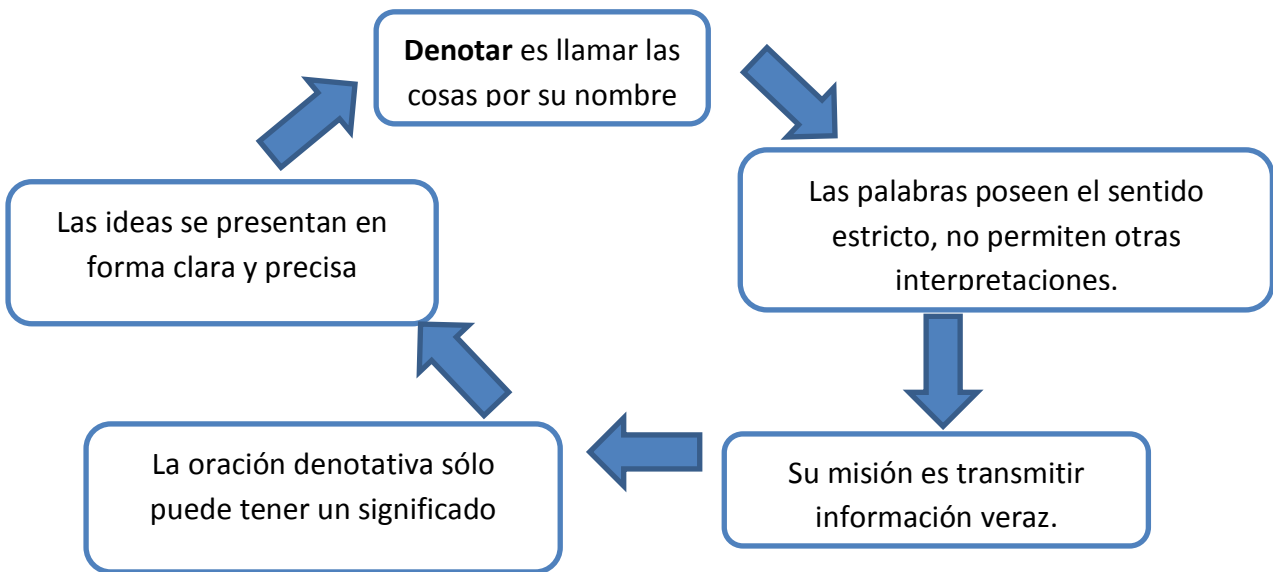 Denotar es llamar las
cosas por su nombre
Las palabras poseen el sentido
estricto, no permiten otras
interpretaciones.
Su misión es transmitir
información veraz.
La oración denotativa sólo
puede tener un significado
Las ideas se presentan en
forma clara y precisa